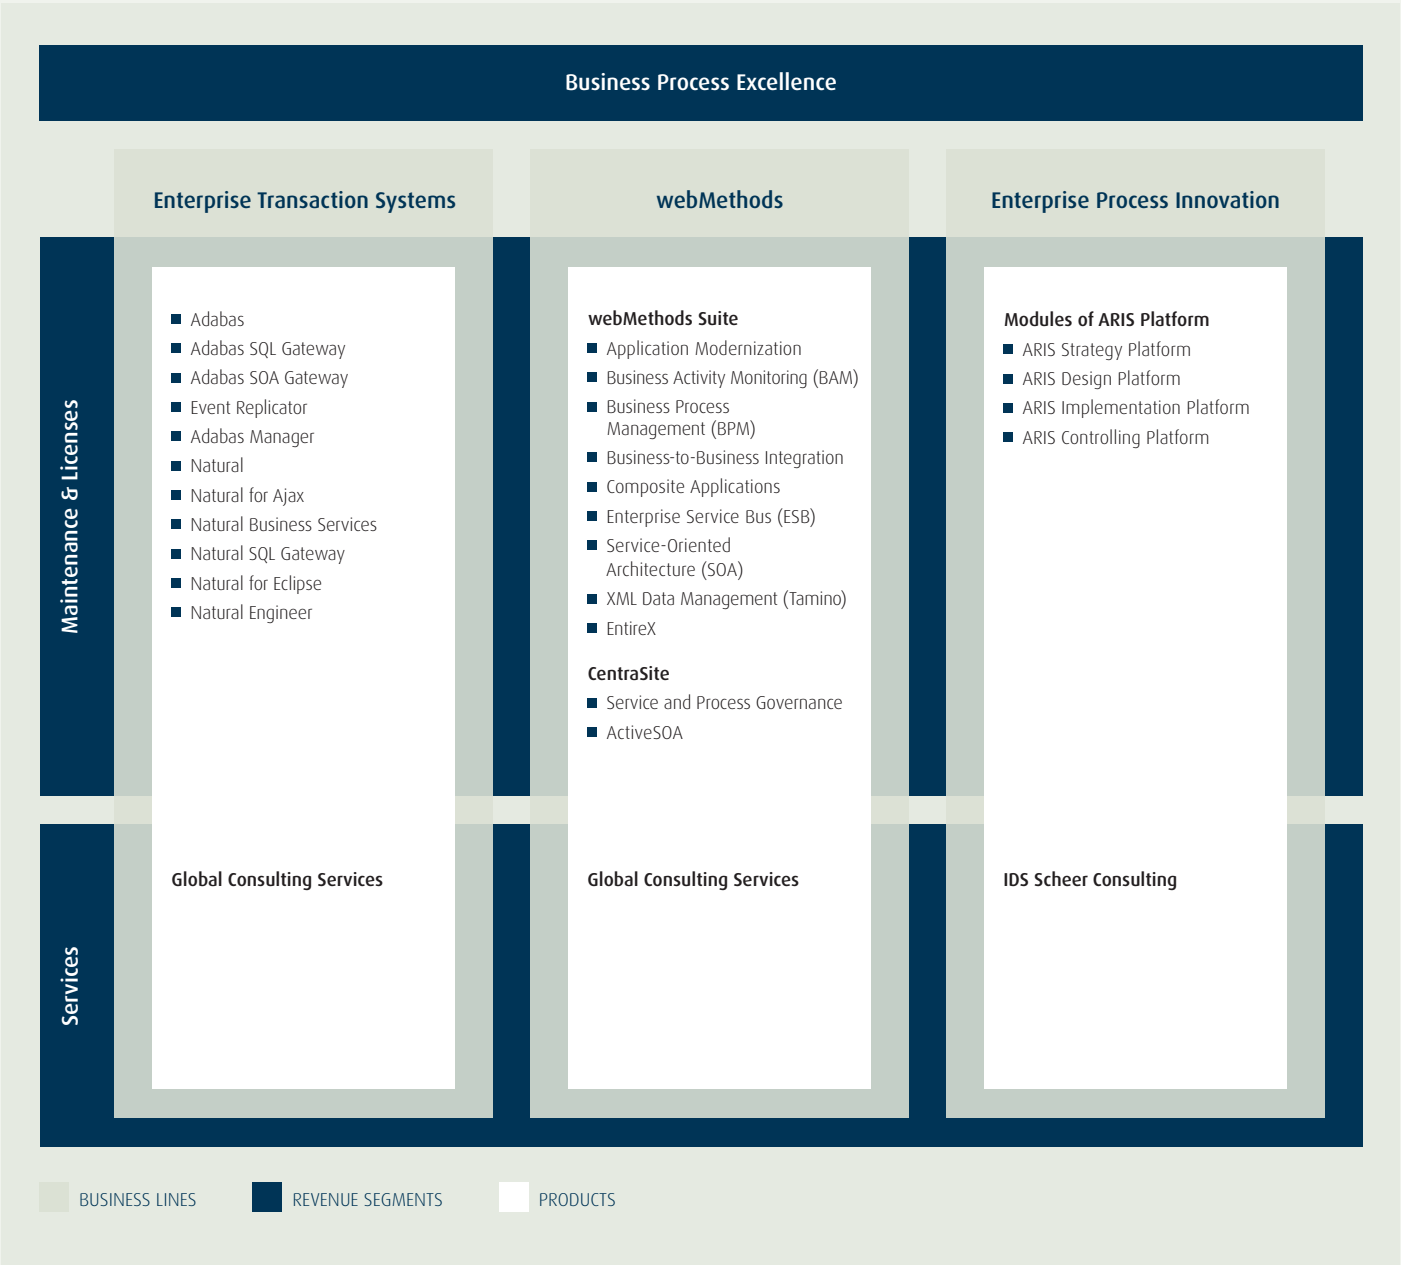 Business Process Excellence
Enterprise Transaction Systems
webMethods
Enterprise Process Innovation
Maintenance & Licenses
Adabas
Adabas SQL Gateway
Adabas SOA Gateway
Event Replicator
Adabas Manager
Natural
Natural for Ajax
Natural Business Services
Natural SQL Gateway
Natural for Eclipse
Natural Engineer
webMethods Suite
Application Modernization
Business Activity Monitoring (BAM)
Business Process
Management (BPM)
Business-to-Business Integration
Composite Applications
Enterprise Service Bus (ESB)
Service-Oriented
Architecture (SOA)
XML Data Management (Tamino)
EntireX
CentraSite
Service and Process Governance
ActiveSOA
Modules of ARIS Platform
ARIS Strategy Platform
ARIS Design Platform
ARIS Implementation Platform
ARIS Controlling Platform
Services
Global Consulting Services
Global Consulting Services
IDS Scheer Consulting
BUSINESS LINES
REVENUE SEGMENTS
PRODUCTS